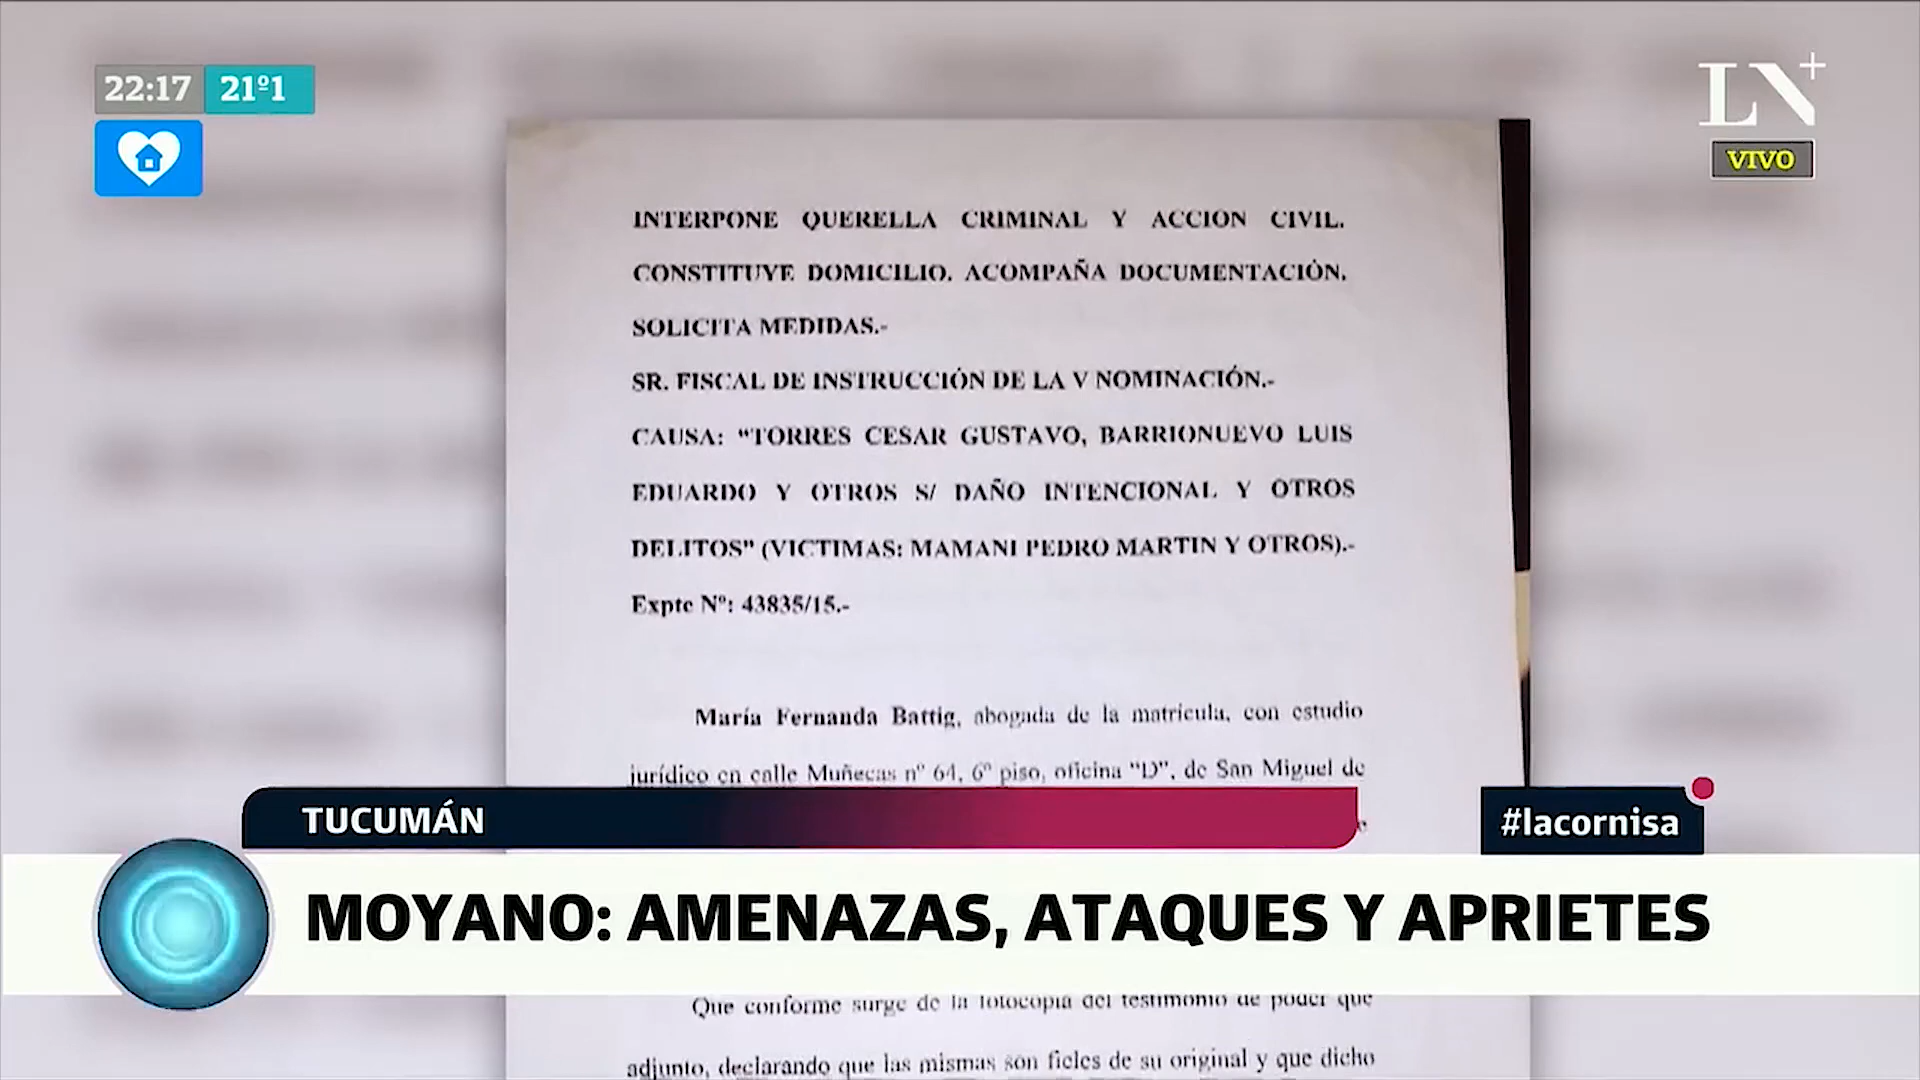 22:17 21º1
LN+
VIVO
INTERPONE QUERELLA CRIMINAL Y ACCION CIVIL.
CONSTITUYE DOMICILIO. ACOMPAÑA DOCUMENTACIÓN.
SOLICITA MEDIDAS.-
SR. FISCAL DE INSTRUCCIÓN DE LA V NOMINACIÓN.-
CAUSA: “TORRES CESAR GUSTAVO, BARRIONUEVO LUIS
EDUARDO Y OTROS S/ DAÑO INTENCIONAL Y OTROS
DELITOS” (VICTIMAS: MAMANI PEDRO MARTIN Y OTROS).-
Expte Nº: 43835/15.-
María Fernanda Battig, abogada de la matrícula, con estudio
jurídico en calle Muñecas nº 64, 6º piso, oficina “D”, de San Miguel de
TUCUMÁN
#lacornisa
MOYANO: AMENAZAS, ATAQUES Y APRIETES
Que conforme surge de la fotocopia del testimonio de poder que
adjunto, declarando que las mismas son fieles de su original y que dicho